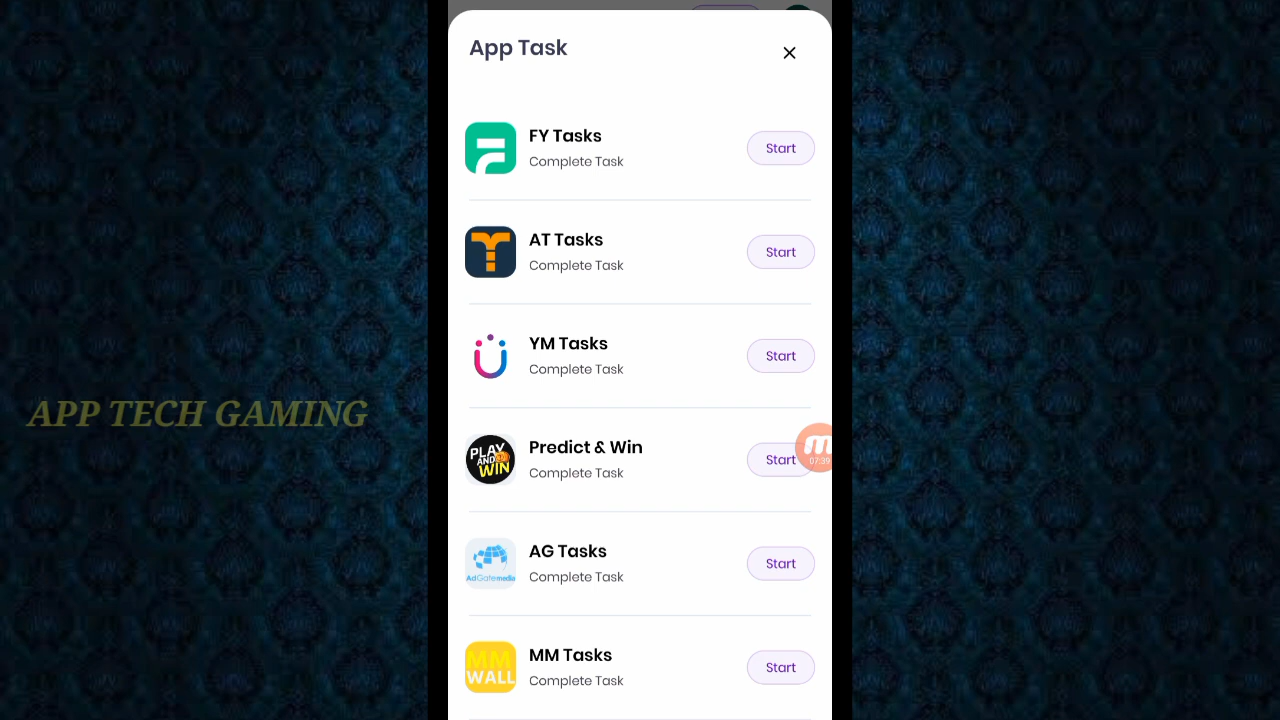 App Task
FY Tasks
Complete Task
Start
AT Tasks
Complete Task
Start
YM Tasks
Complete Task
Start
PLAY
AND
WIN
Predict & Win
Complete Task
Start
07:39
AdGatemedia
AG Tasks
Complete Task
Start
MM
WALL
MM Tasks
Complete Task
Start
APP TECH GAMING